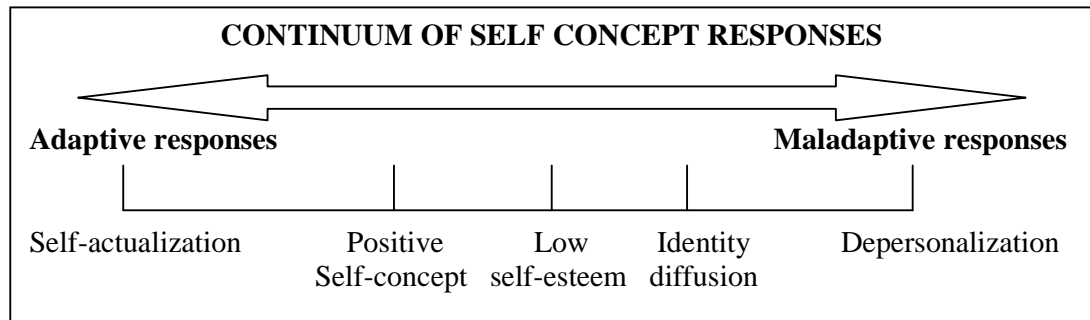 CONTINUUM OF SELF CONCEPT RESPONSES
Adaptive responses Maladaptive responses
Self-actualization Positive Low Identity Depersonalization
Self-concept self-esteem diffusion